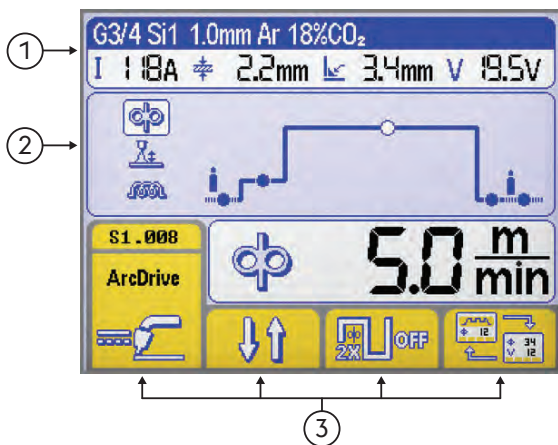 G3/4 Si1 1.0mm Ar 18%CO₂
1 I 118A 2.2mm 3.4mm V 19.5V
2
S1.008
ArcDrive
5.0 m/min
2X OFF
12
34
V 12
3